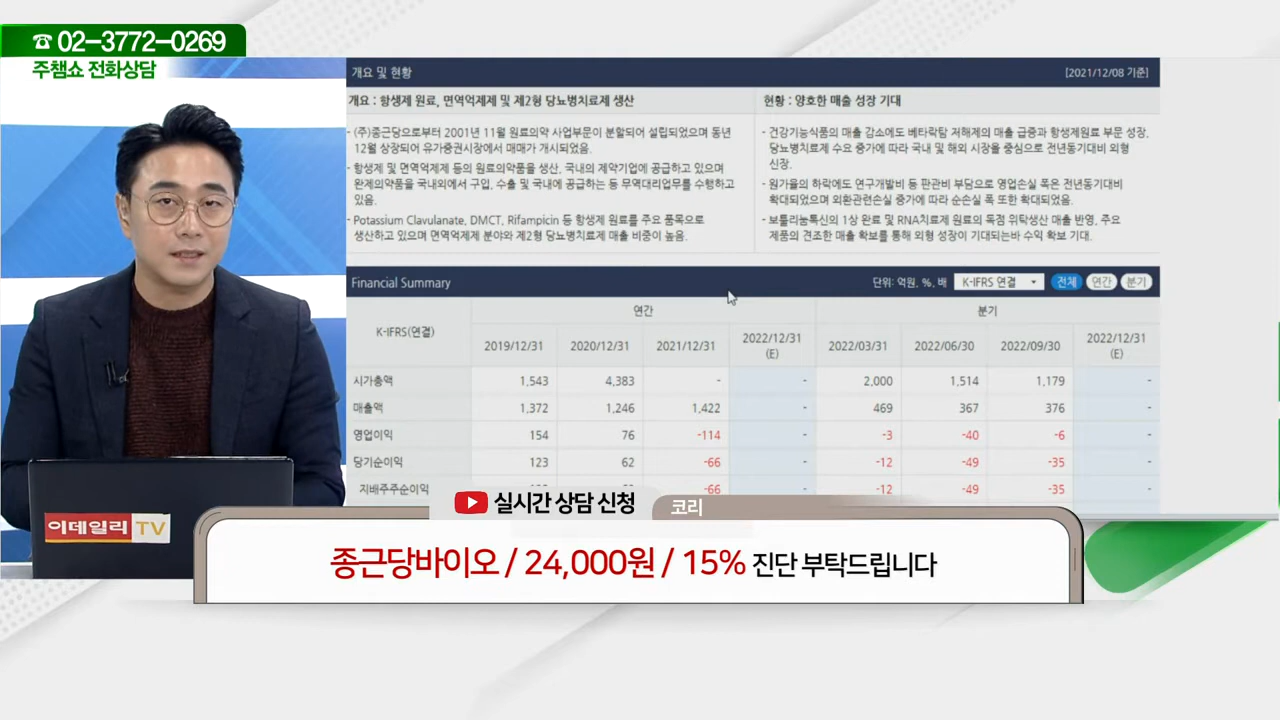 ☎ 02-3772-0269
주챔쇼 전화상담
개요 및 현황
[2021/12/08 기준]
개요 : 항생제 원료, 면역억제제 및 제2형 당뇨병치료제 생산
- (주)종근당으로부터 2001년 11월 원료의약 사업부문이 분할되어 설립되었으며 동년
12월 상장되어 유가증권시장에서 매매가 개시되었음.
- 항생제 및 면역억제제 등의 원료의약품을 생산, 국내의 제약기업에 공급하고 있으며
완제의약품을 국내외에서 구입, 수출 및 국내에 공급하는 등 무역대리업무를 수행하고
있음.
- Potassium Clavulanate, DMCT, Rifampicin 등 항생제 원료를 주요 품목으로
생산하고 있으며 면역억제제 분야와 제2형 당뇨병치료제 매출 비중이 높음.
현황 : 양호한 매출 성장 기대
- 건강기능식품의 매출 감소에도 베타락탐 저해제의 매출 급증과 항생제원료 부문 성장,
당뇨병치료제 수요 증가에 따라 국내 및 해외 시장을 중심으로 전년동기대비 외형
신장.
- 원가율의 하락에도 연구개발비 등 판관비 부담으로 영업손실 폭은 전년동기대비
확대되었으며 외환관련손실 증가에 따라 순손실 폭 또한 확대되었음.
- 보툴리눔톡신의 1상 완료 및 RNA치료제 원료의 독점 위탁생산 매출 반영, 주요
제품의 견조한 매출 확보를 통해 외형 성장이 기대되는바 수익 확보 기대.
Financial Summary
단위: 억원, %, 배 K-IFRS 연결 전체 연간 분기
K-IFRS(연결) 연간 분기
2019/12/31 2020/12/31 2021/12/31 2022/12/31 (E) 2022/03/31 2022/06/30 2022/09/30 2022/12/31 (E)
시가총액 1,543 4,383 - - 2,000 1,514 1,179 -
매출액 1,372 1,246 1,422 - 469 367 376 -
영업이익 154 76 -114 - -3 -40 -6 -
당기순이익 123 62 -66 - -12 -49 -35 -
지배주주순이익 -66 - -12 -49 -35 -
실시간 상담 신청
코리
종근당바이오 / 24,000원 / 15% 진단 부탁드립니다
이데일리 TV